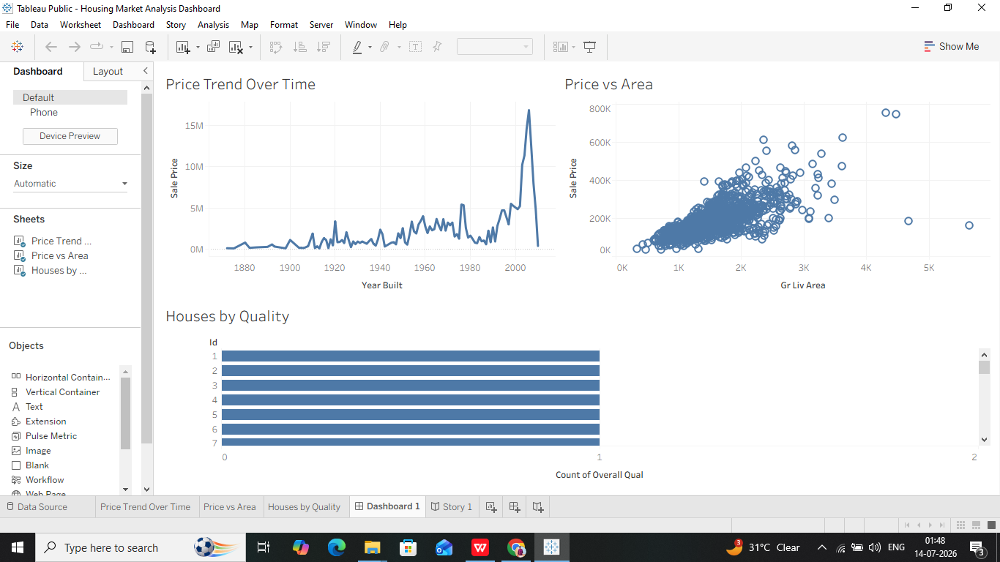 Tableau Public - Housing Market Analysis Dashboard
File Data Worksheet Dashboard Story Analysis Map Format Server Window Help
Show Me
Dashboard Layout
Default
Phone
Device Preview
Size
Automatic
Sheets
Price Trend ...
Price vs Area
Houses by ...
Objects
Horizontal Contain...
Vertical Container
Text
Extension
Pulse Metric
Image
Blank
Workflow
Web Page
Price Trend Over Time
Sale Price
15M
10M
5M
0M
1880 1900 1920 1940 1960 1980 2000
Year Built
Price vs Area
Sale Price
800K
600K
400K
200K
0K
0K 1K 2K 3K 4K 5K
Gr Liv Area
Houses by Quality
Id
1
2
3
4
5
6
7
0 1 2
Count of Overall Qual
Data Source Price Trend Over Time Price vs Area Houses by Quality Dashboard 1 Story 1
Type here to search
3
31°C Clear
ENG
01:48
14-07-2026
3